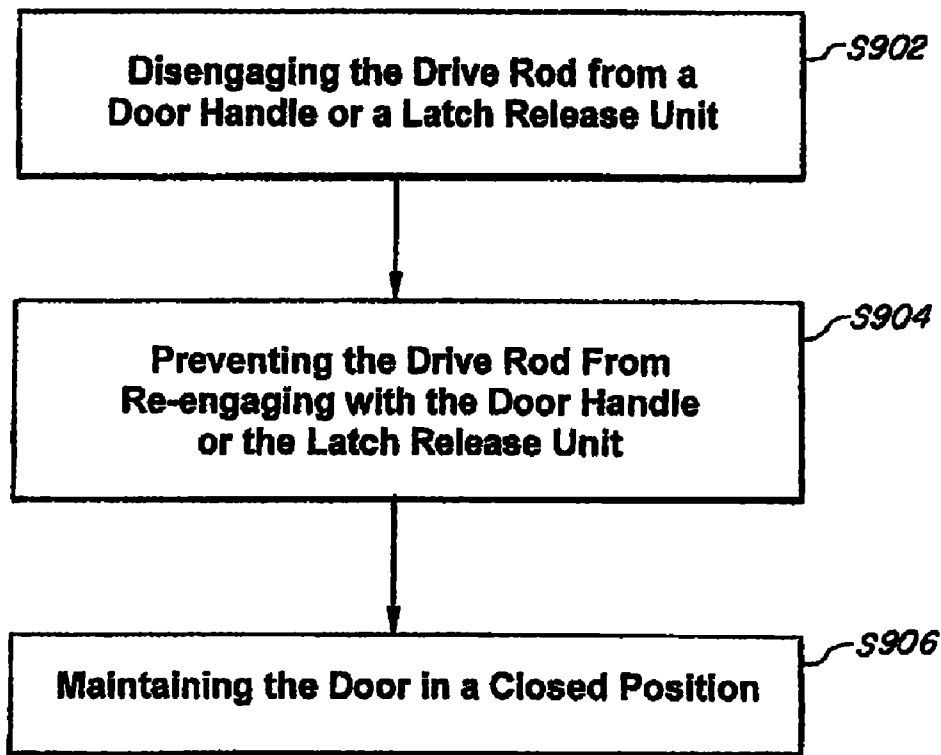 S902
Disengaging the Drive Rod from a
Door Handle or a Latch Release Unit
S904
Preventing the Drive Rod From
Re-engaging with the Door Handle
or the Latch Release Unit
S906
Maintaining the Door in a Closed Position